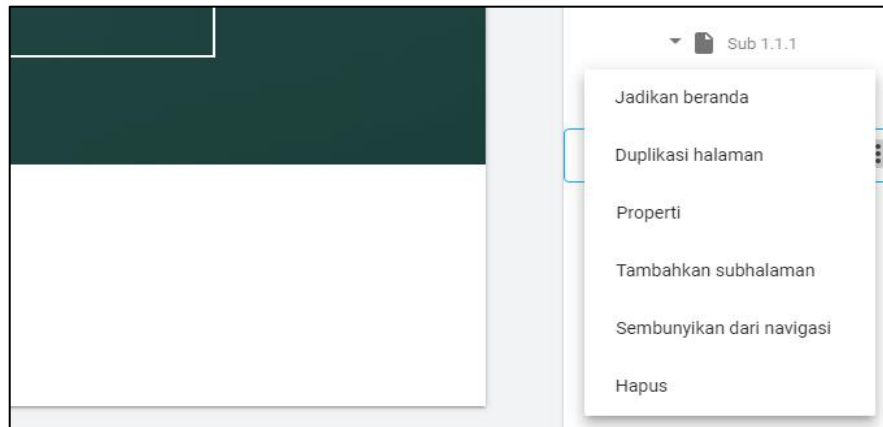 Sub 1.1.1
Jadikan beranda
Duplikasi halaman
Properti
Tambahkan subhalaman
Sembunyikan dari navigasi
Hapus